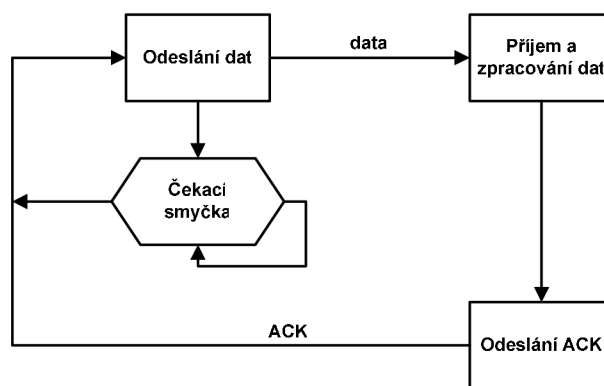 Odeslání dat
data
Příjem a
zpracování dat
Čekací
smyčka
ACK
Odeslání ACK